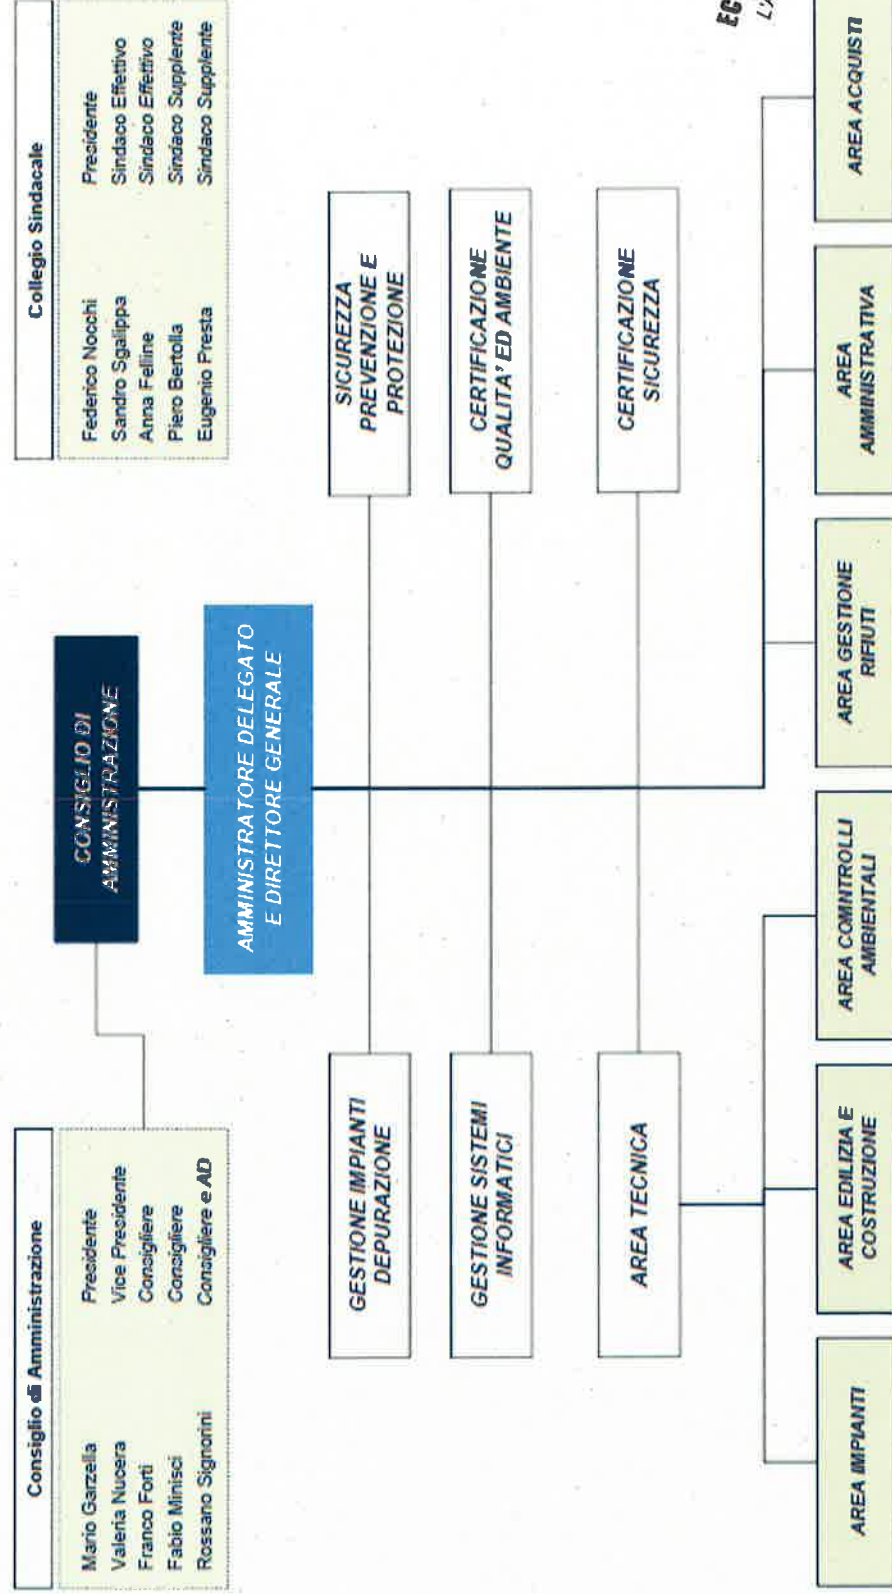 Consiglio di Amministrazione
Mario Garzella Presidente
Valeria Nucera Vice Presidente
Franco Forti Consigliere
Fabio Minisci Consigliere
Rossano Signorini Consigliere e AD
Collegio Sindacale
Federico Nocchi Presidente
Sandro Sgalippa Sindaco Effettivo
Anna Felline Sindaco Effettivo
Piero Bertolla Sindaco Supplente
Eugenio Presta Sindaco Supplente
CONSIGLIO DI
AMMINISTRAZIONE
AMMINISTRATORE DELEGATO
E DIRETTORE GENERALE
GESTIONE IMPIANTI
DEPURAZIONE
SICUREZZA
PREVENZIONE E
PROTEZIONE
GESTIONE SISTEMI
INFORMATICI
CERTIFICAZIONE
QUALITA' ED AMBIENTE
AREA TECNICA
CERTIFICAZIONE
SICUREZZA
AREA IMPIANTI
AREA EDILIZIA E
COSTRUZIONE
AREA COMNTROLLI
AMBIENTALI
AREA GESTIONE
RIFIUTI
AREA
AMMINISTRATIVA
AREA ACQUISTI